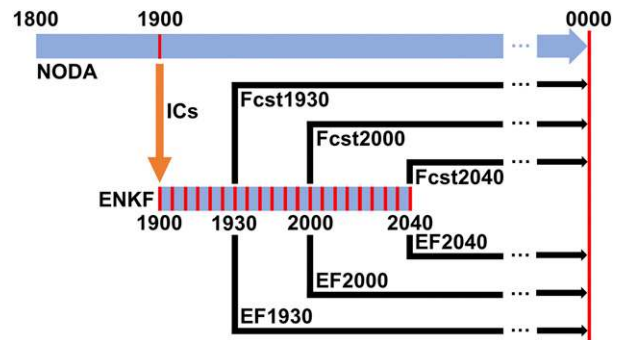 1800 1900 0000
...
NODA
...
Fcst1930
ICs
...
Fcst2000
...
Fcst2040
ENKF
1900 1930 2000 2040
EF2040
...
EF2000
...
EF1930
...